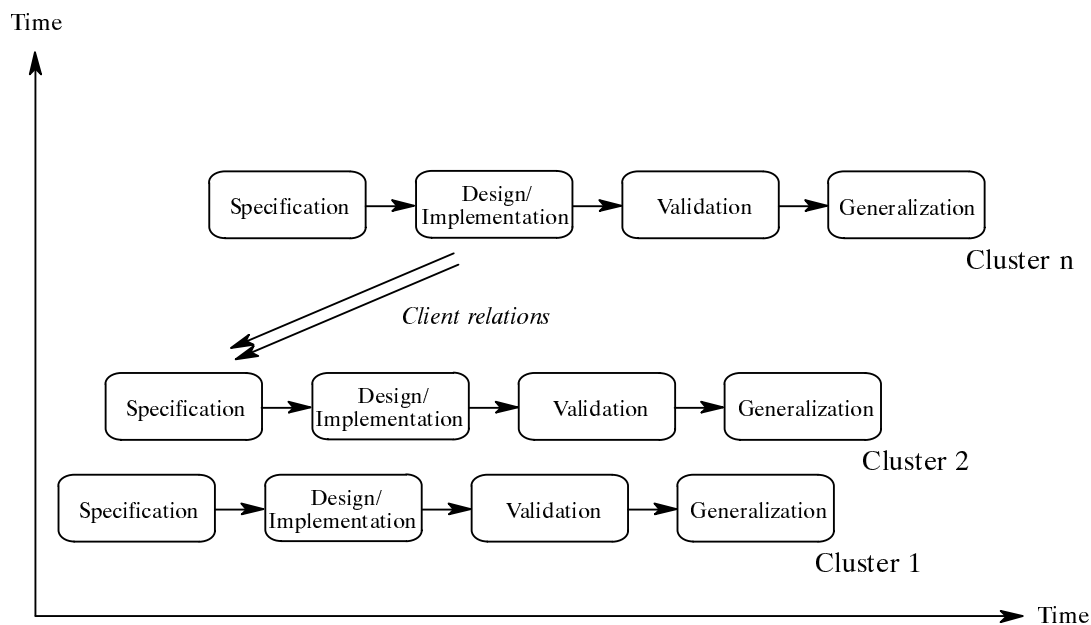 Time
Specification
Design/
Implementation
Validation
Generalization
Cluster n
Client relations
Specification
Design/
Implementation
Validation
Generalization
Cluster 2
Specification
Design/
Implementation
Validation
Generalization
Cluster 1
Time